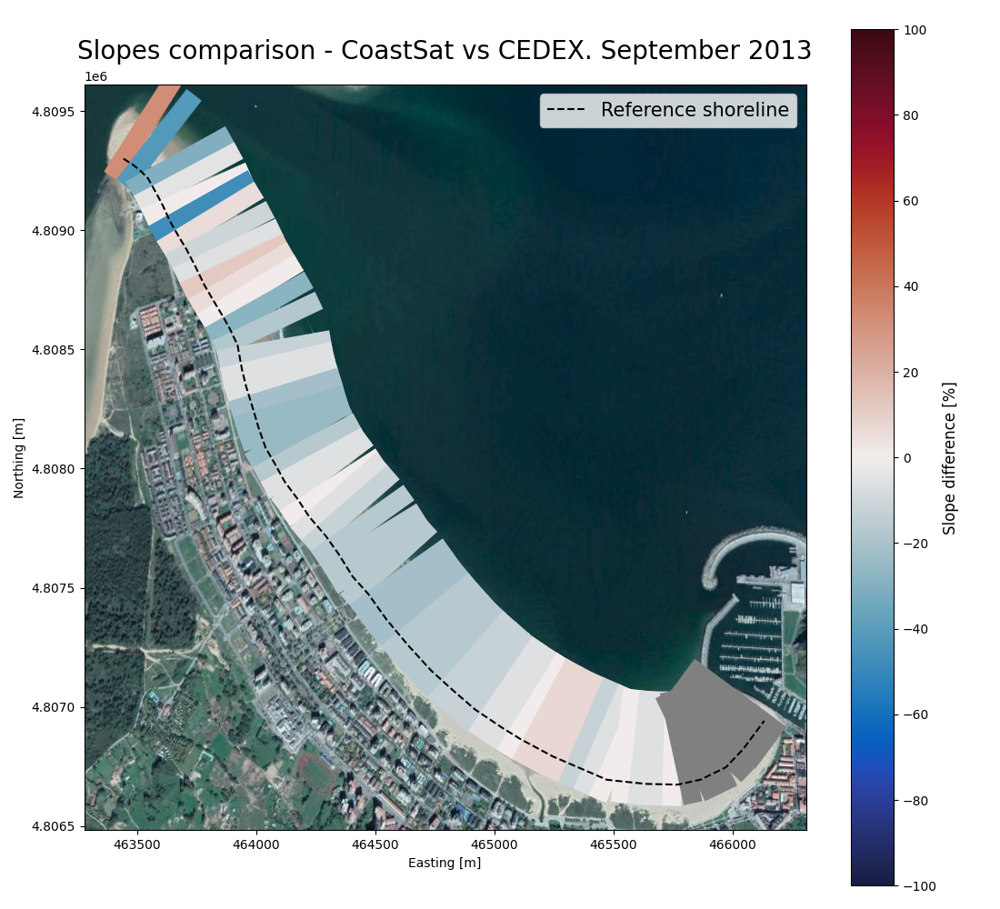 Slopes comparison - CoastSat vs CEDEX. September 2013
1e6
Reference shoreline
4.8095
4.8090
4.8085
4.8080
4.8075
4.8070
4.8065
Northing [m]
463500 464000 464500 465000 465500 466000
Easting [m]
100
80
60
40
20
0
−20
−40
−60
−80
−100
Slope difference [%]